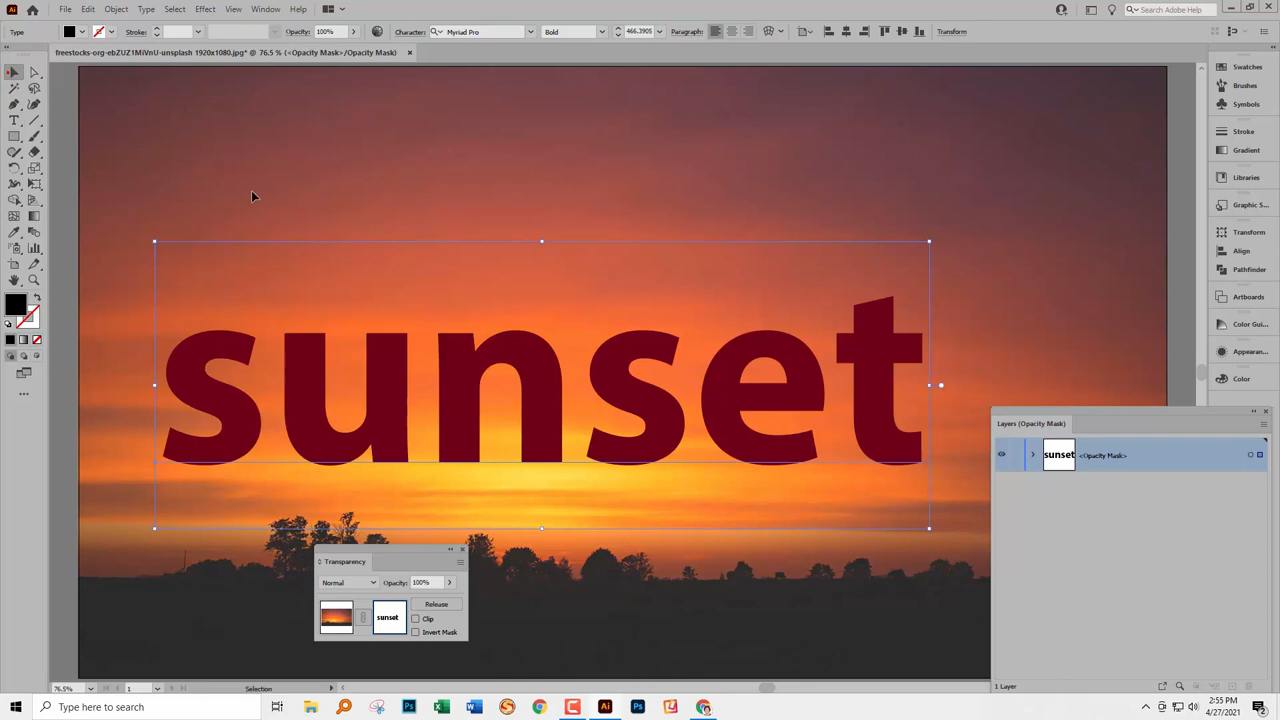 File Edit Object Type Select Effect View Window Help
Search Adobe Help
Type Stroke: Opacity: 100% Character: Myriad Pro Bold 466.3905 Paragraph: Transform
freestocks-org-ebZUZ1MiVnU-unsplash 1920x1080.jpg* @ 76.5 % (<Opacity Mask>/Opacity Mask)
Swatches
Brushes
Symbols
Stroke
Gradient
Libraries
Graphic S...
Transform
Align
Pathfinder
Artboards
Color Gui...
Appearan...
Color
sunset
Layers (Opacity Mask)
sunset <Opacity Mask>
Transparency
Normal Opacity: 100%
Release
sunset Clip
Invert Mask
1 Layer
76.5% 1 Selection
Type here to search
2:55 PM
4/27/2021